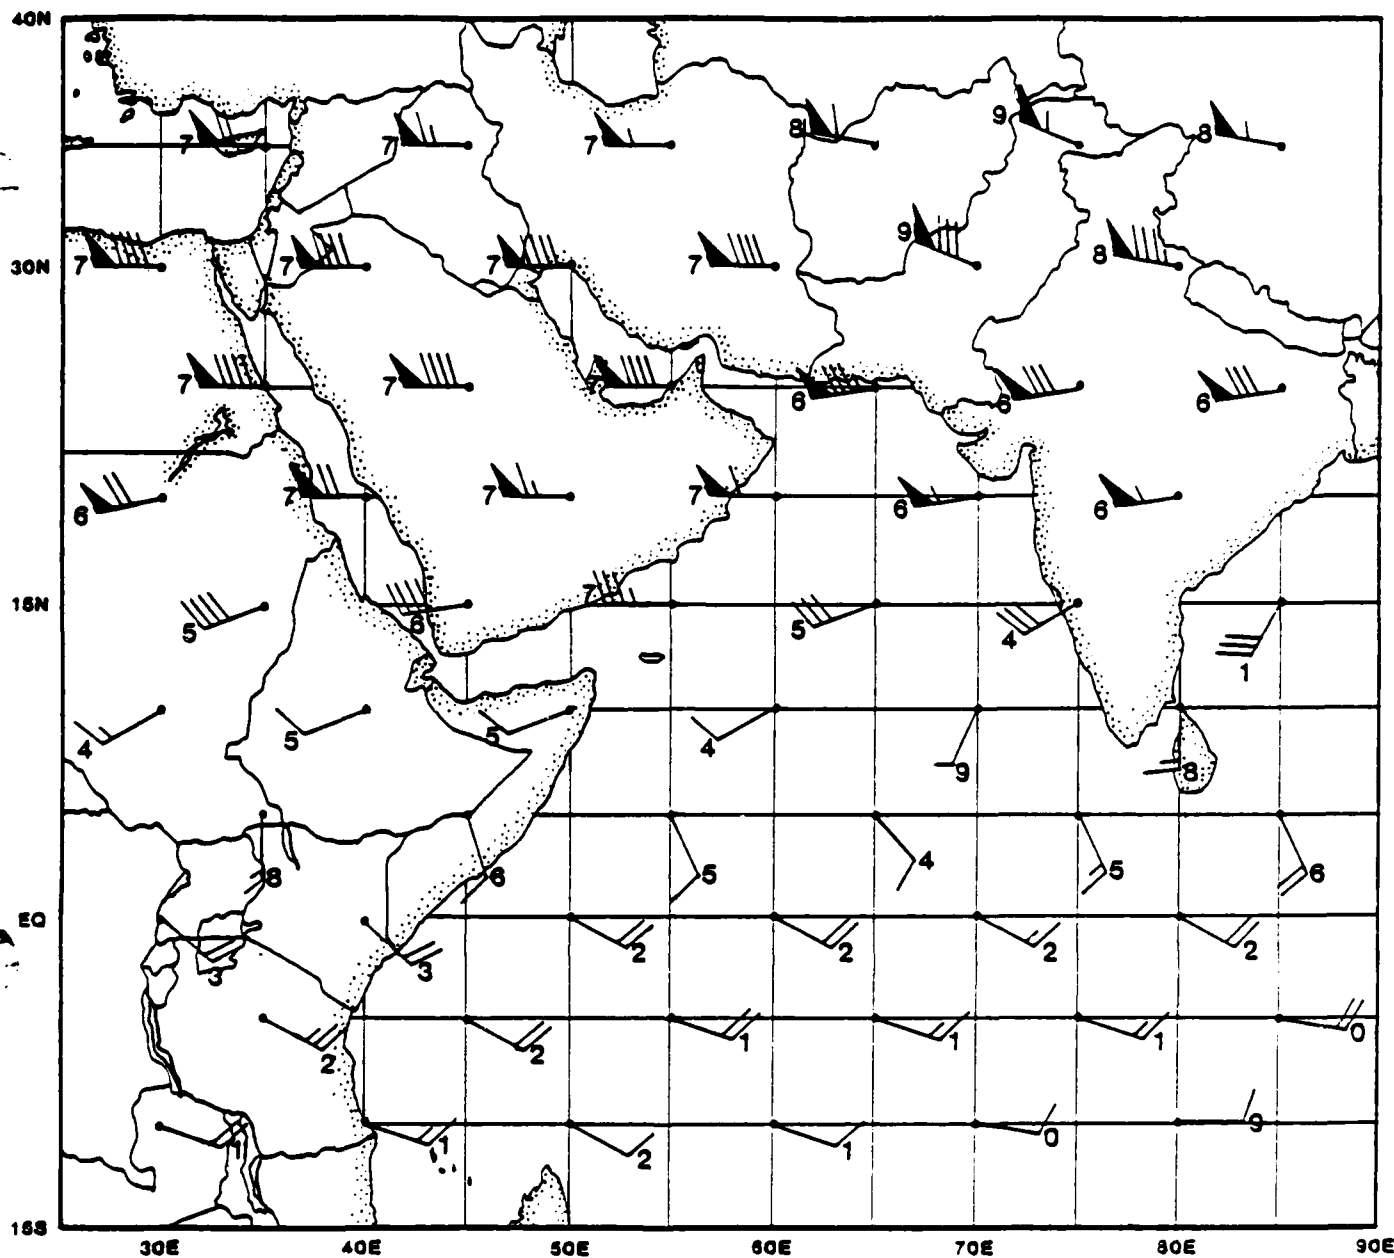 40N
9
7 7 7 8 8
9
30N 7 7 7 7 8
7 7 7 6 6 6
7 7 7 6 6
6
15N 7
5 6 5 4
1
4 5 5 4 9 8
8 6 5 4 5 6
EQ
3 3 2 2 2 2
2 2 1 1 1 0
1 1 2 1 0 9
15S
30E 40E 50E 60E 70E 80E 90E